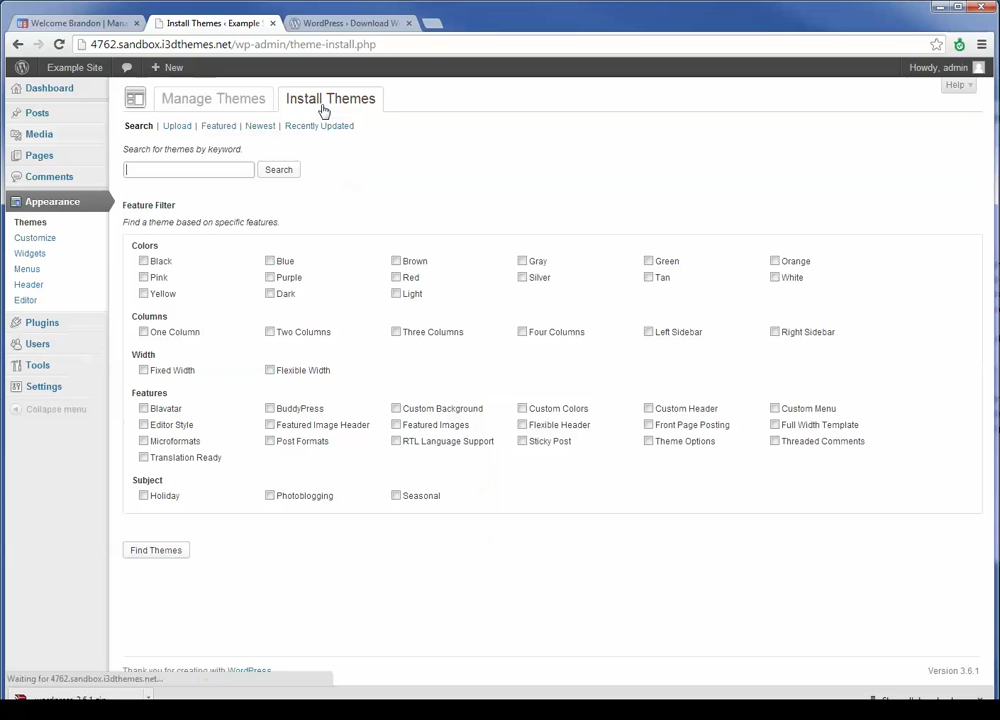 Welcome Brandon | Man
Install Themes ‹ Example S
WordPress › Download W
4762.sandbox.i3dthemes.net/wp-admin/theme-install.php
Example Site
+ New
Howdy, admin
Help
Dashboard
Posts
Media
Pages
Comments
Appearance
Themes
Customize
Widgets
Menus
Header
Editor
Plugins
Users
Tools
Settings
Collapse menu
Manage Themes
Install Themes
Search | Upload | Featured | Newest | Recently Updated
Search for themes by keyword.
Search
Feature Filter
Find a theme based on specific features.
Colors
Black Blue Brown Gray Green Orange
Pink Purple Red Silver Tan White
Yellow Dark Light
Columns
One Column Two Columns Three Columns Four Columns Left Sidebar Right Sidebar
Width
Fixed Width Flexible Width
Features
Blavatar BuddyPress Custom Background Custom Colors Custom Header Custom Menu
Editor Style Featured Image Header Featured Images Flexible Header Front Page Posting Full Width Template
Microformats Post Formats RTL Language Support Sticky Post Theme Options Threaded Comments
Translation Ready
Subject
Holiday Photoblogging Seasonal
Find Themes
Thank you for creating with WordPress.
Version 3.6.1
Waiting for 4762.sandbox.i3dthemes.net...
wordpress-3.6.1.zip